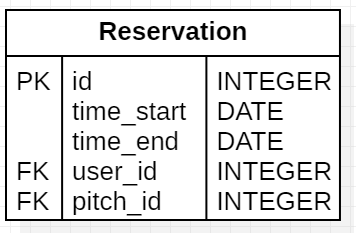 Reservation
PK id INTEGER
time_start DATE
time_end DATE
FK user_id INTEGER
FK pitch_id INTEGER